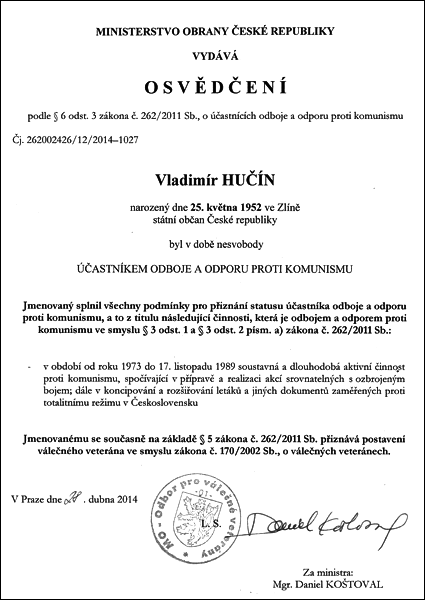 MINISTERSTVO OBRANY ČESKÉ REPUBLIKY
VYDÁVÁ
OSVĚDČENÍ
podle § 6 odst. 3 zákona č. 262/2011 Sb., o účastnících odboje a odporu proti komunismu
Čj. 262002426/12/2014–1027
Vladimír HUČÍN
narozený dne 25. května 1952 ve Zlíně
státní občan České republiky
byl v době nesvobody
ÚČASTNÍKEM ODBOJE A ODPORU PROTI KOMUNISMU
Jmenovaný splnil všechny podmínky pro přiznání statusu účastníka odboje a odporu
proti komunismu, a to z titulu následující činnosti, která je odbojem a odporem proti
komunismu ve smyslu § 3 odst. 1 a § 3 odst. 2 písm. a) zákona č. 262/2011 Sb.:
- v období od roku 1973 do 17. listopadu 1989 soustavná a dlouhodobá aktivní činnost
proti komunismu, spočívající v přípravě a realizaci akcí srovnatelných s ozbrojeným
bojem; dále v koncipování a rozšiřování letáků a jiných dokumentů zaměřených proti
totalitnímu režimu v Československu
Jmenovanému se současně na základě § 5 zákona č. 262/2011 Sb. přiznává postavení
válečného veterána ve smyslu zákona č. 170/2002 Sb., o válečných veteránech.
V Praze dne 28. dubna 2014
MO - Odbor pro válečné veterány
-01-
L. S.
Daniel Koštoval
Za ministra:
Mgr. Daniel KOŠTOVAL